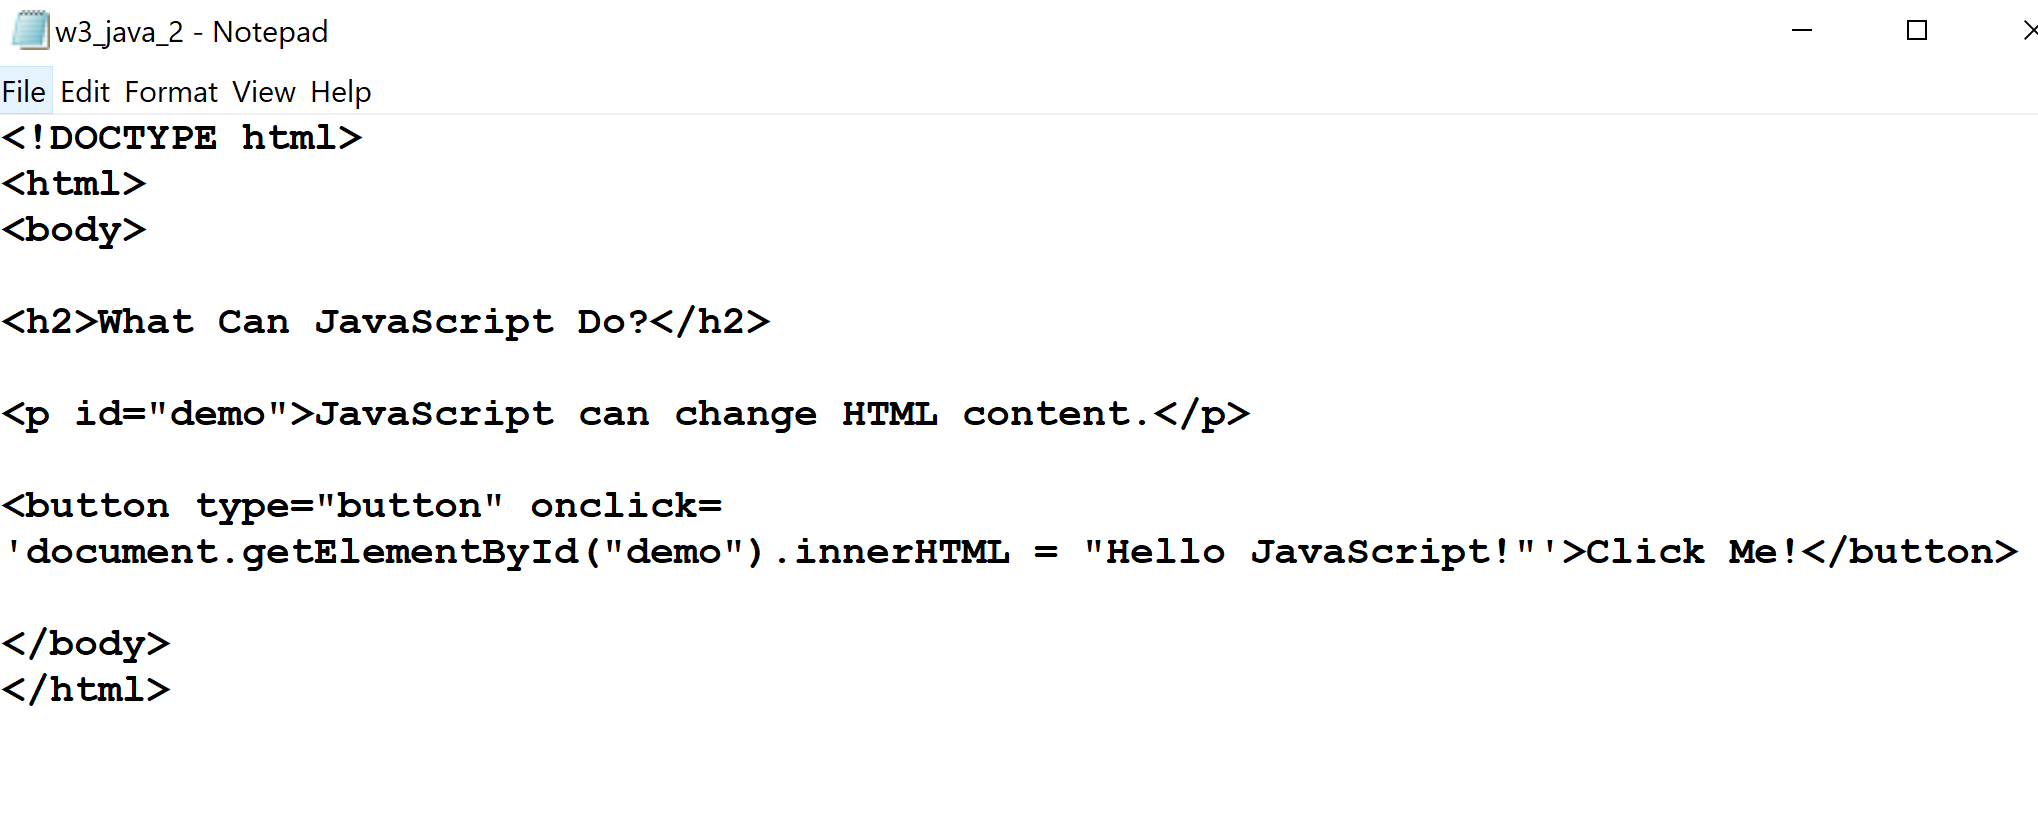 w3_java_2 - Notepad
File Edit Format View Help
<!DOCTYPE html>
<html>
<body>
<h2>What Can JavaScript Do?</h2>
<p id="demo">JavaScript can change HTML content.</p>
<button type="button" onclick=
'document.getElementById("demo").innerHTML = "Hello JavaScript!"'>Click Me!</button>
</body>
</html>